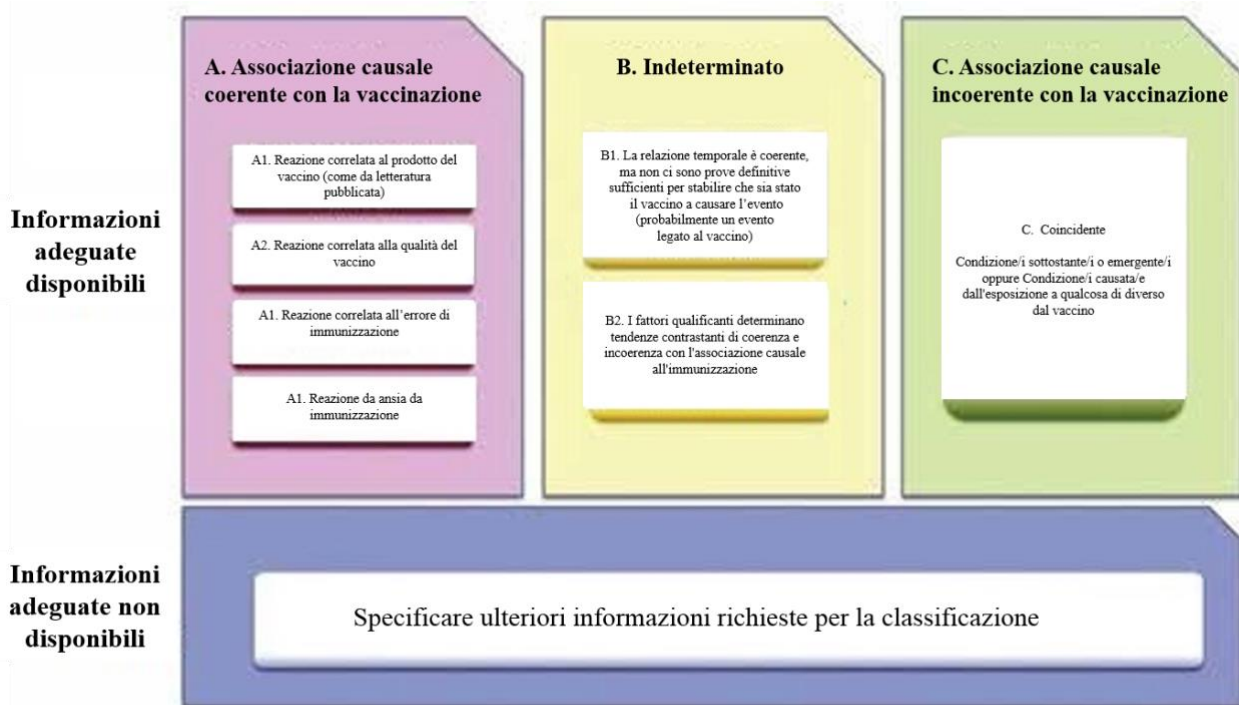 A. Associazione causale
coerente con la vaccinazione
B. Indeterminato
C. Associazione causale
incoerente con la vaccinazione
Informazioni
adeguate
disponibili
A1. Reazione correlata al prodotto del
vaccino (come da letteratura
pubblicata)
A2. Reazione correlata alla qualità del
vaccino
A1. Reazione correlata all’errore di
immunizzazione
A1. Reazione da ansia da
immunizzazione
B1. La relazione temporale è coerente,
ma non ci sono prove definitive
sufficienti per stabilire che sia stato
il vaccino a causare l’evento
(probabilmente un evento
legato al vaccino)
B2. I fattori qualificanti determinano
tendenze contrastanti di coerenza e
incoerenza con l'associazione causale
all'immunizzazione
C. Coincidente
Condizione/i sottostante/i o emergente/i
oppure Condizione/i causata/e
dall'esposizione a qualcosa di diverso
dal vaccino
Informazioni
adeguate non
disponibili
Specificare ulteriori informazioni richieste per la classificazione